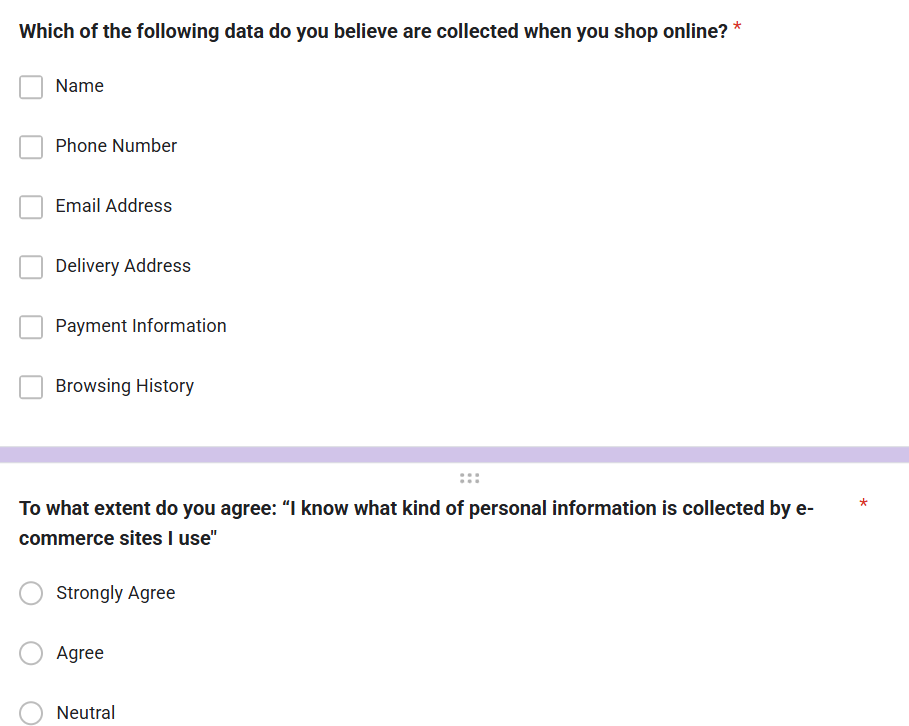 Which of the following data do you believe are collected when you shop online? *
Name
Phone Number
Email Address
Delivery Address
Payment Information
Browsing History
To what extent do you agree: “I know what kind of personal information is collected by e- *
commerce sites I use"
Strongly Agree
Agree
Neutral